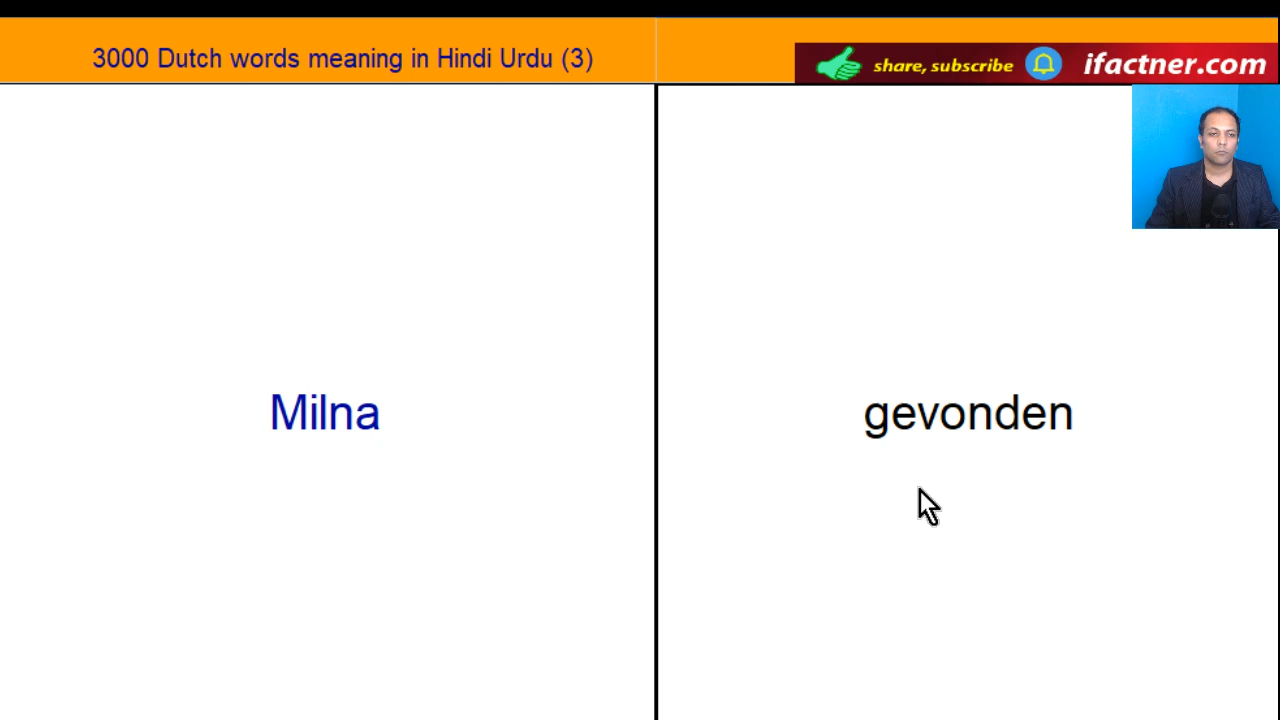 3000 Dutch words meaning in Hindi Urdu (3)
share, subscribe
ifactner.com
Milna
gevonden